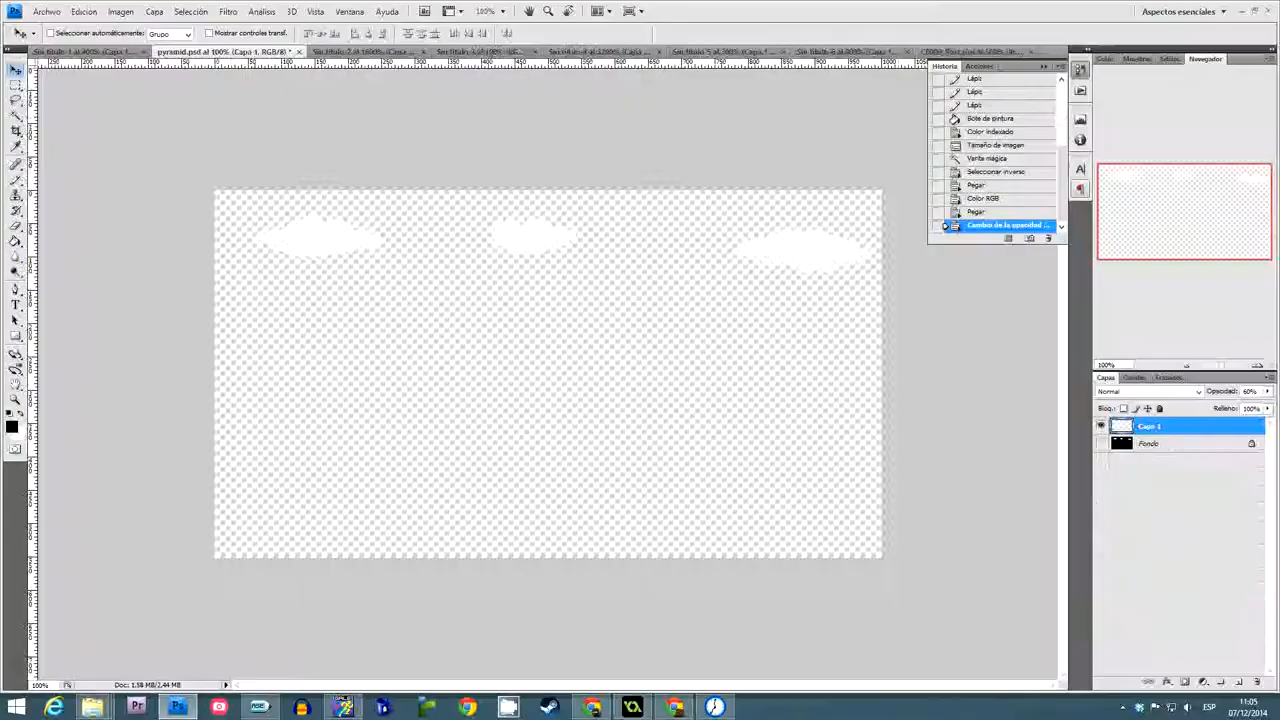 Archivo Edición Imagen Capa Selección Filtro Análisis 3D Vista Ventana Ayuda 100% Aspectos esenciales
Seleccionar automáticamente: Grupo Mostrar controles transf.
pyramid.psd al 100% (Capa 1, RGB/8) *
Historia Acciones
Color Muestras Estilos Navegador
Lápiz
Lápiz
Lápiz
Bote de pintura
Color indexado
Tamaño de imagen
Varita mágica
Seleccionar inverso
Pegar
Color RGB
Pegar
Cambio de la opacidad ...
100%
Capas Canales Trazados
Normal Opacidad: 60%
Bloq.: Relleno: 100%
Capa 1
Fondo
100% Doc: 1.58 MB/2.44 MB
ESP
11:05
07/12/2014